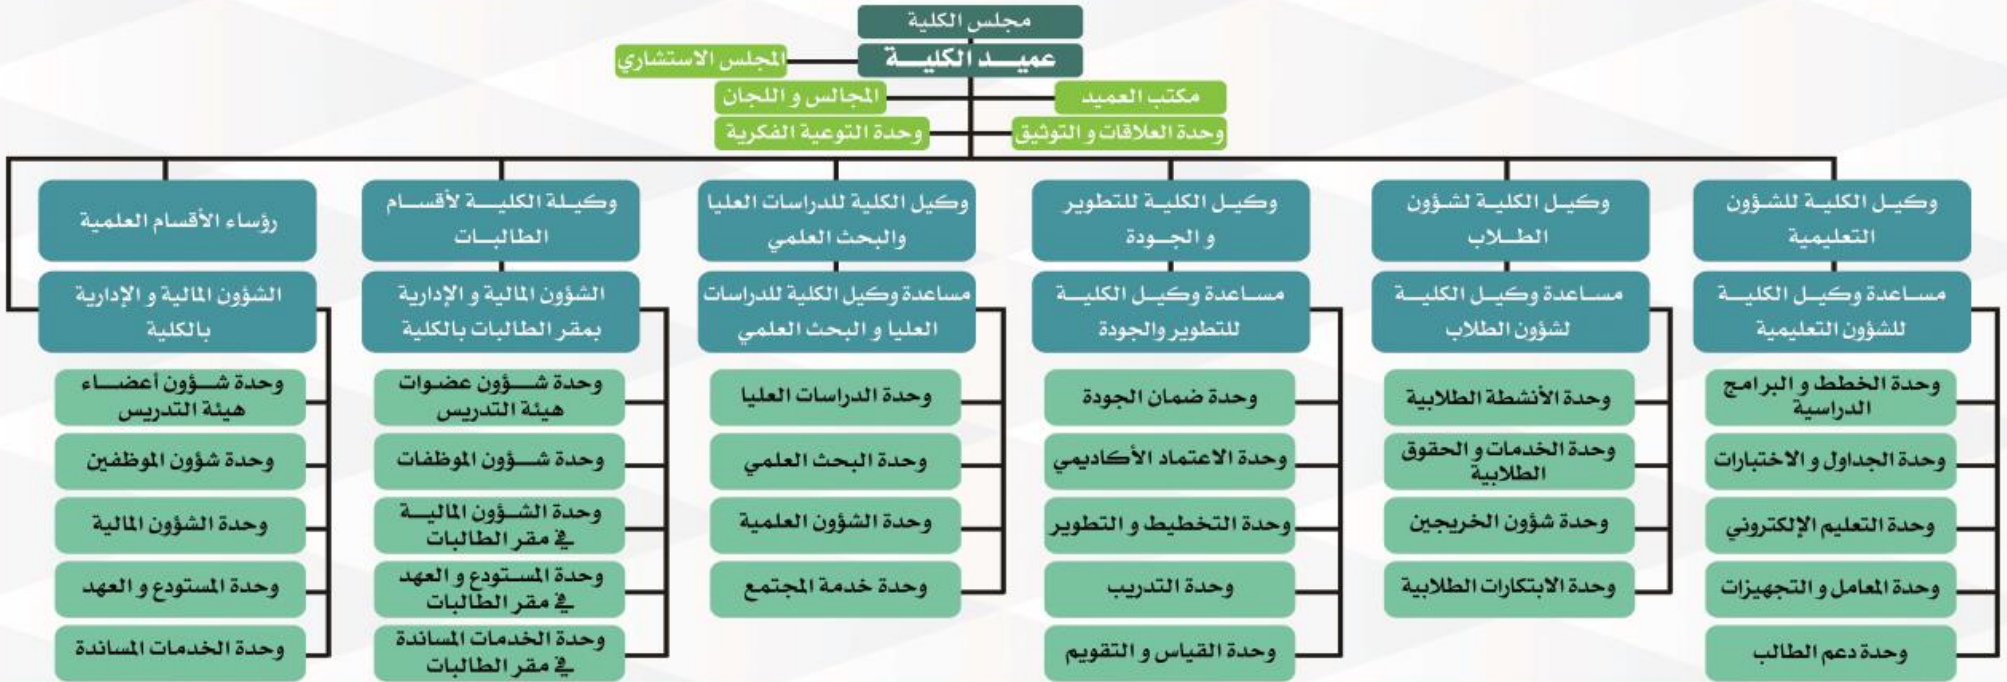 مجلس الكلية
عميد الكلية
المجلس الاستشاري
مكتب العميد
المجالس و اللجان
وحدة العلاقات و التوثيق
وحدة التوعية الفكرية
وكيل الكلية للشؤون
التعليمية
مساعدة وكيل الكلية
للشؤون التعليمية
وحدة الخطط و البرامج
الدراسية
وحدة الجداول و الاختبارات
وحدة التعليم الإلكتروني
وحدة المعامل و التجهيزات
وحدة دعم الطالب
وكيل الكلية لشؤون
الطلاب
مساعدة وكيل الكلية
لشؤون الطلاب
وحدة الأنشطة الطلابية
وحدة الخدمات و الحقوق
الطلابية
وحدة شؤون الخريجين
وحدة الابتكارات الطلابية
وكيل الكلية للتطوير
و الجودة
مساعدة وكيل الكلية
للتطوير والجودة
وحدة ضمان الجودة
وحدة الاعتماد الأكاديمي
وحدة التخطيط و التطوير
وحدة التدريب
وحدة القياس و التقويم
وكيل الكلية للدراسات العليا
والبحث العلمي
مساعدة وكيل الكلية للدراسات
العليا و البحث العلمي
وحدة الدراسات العليا
وحدة البحث العلمي
وحدة الشؤون العلمية
وحدة خدمة المجتمع
وكيلة الكلية لأقسام
الطالبات
الشؤون المالية و الإدارية
بمقر الطالبات بالكلية
وحدة شؤون عضوات
هيئة التدريس
وحدة شؤون الموظفات
وحدة الشؤون المالية
في مقر الطالبات
وحدة المستودع و العهد
في مقر الطالبات
وحدة الخدمات المساندة
في مقر الطالبات
رؤساء الأقسام العلمية
الشؤون المالية و الإدارية
بالكلية
وحدة شؤون أعضاء
هيئة التدريس
وحدة شؤون الموظفين
وحدة الشؤون المالية
وحدة المستودع و العهد
وحدة الخدمات المساندة